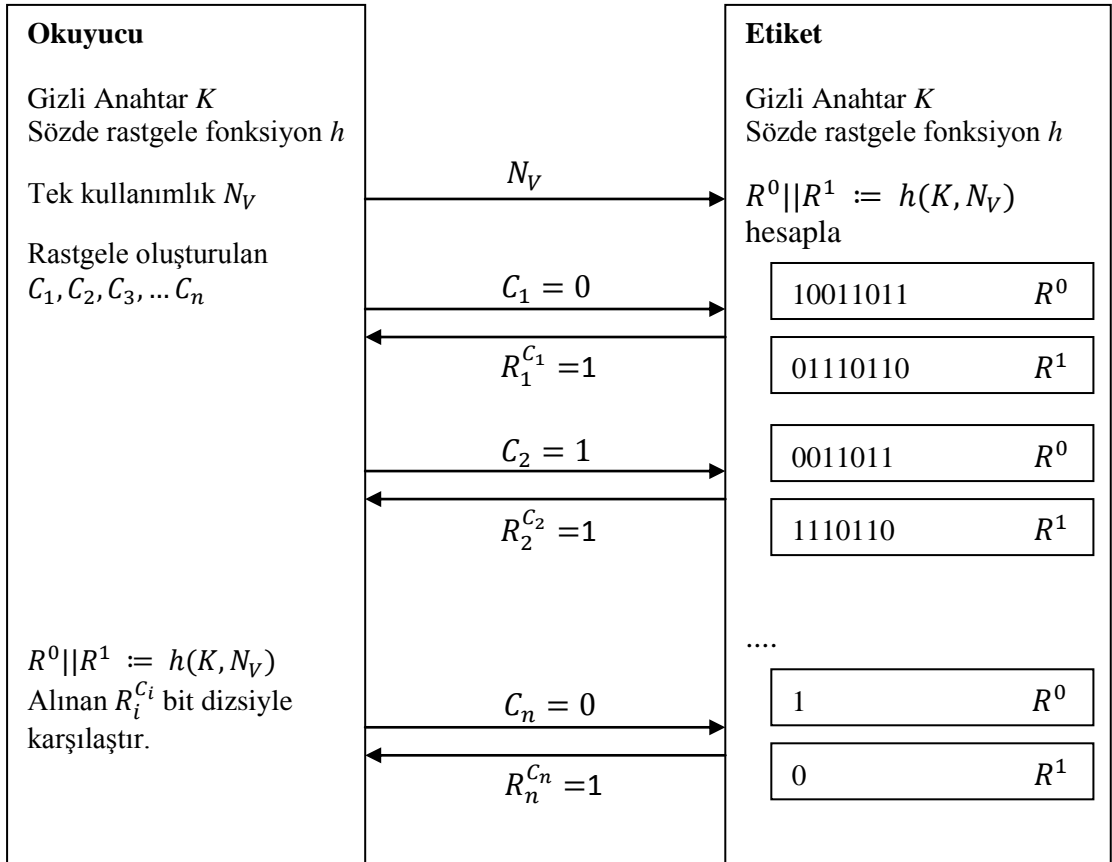 Okuyucu
Gizli Anahtar K
Sözde rastgele fonksiyon h
Tek kullanımlık N_V
Rastgele oluşturulan
C_1, C_2, C_3, … C_n
R^0||R^1 ≔ h(K, N_V)
Alınan R_i^{C_i} bit dizsiyle
karşılaştır.
N_V
C_1 = 0
R_1^{C_1} =1
C_2 = 1
R_2^{C_2} =1
C_n = 0
R_n^{C_n} =1
Etiket
Gizli Anahtar K
Sözde rastgele fonksiyon h
R^0||R^1 ≔ h(K, N_V)
hesapla
10011011 R^0
01110110 R^1
0011011 R^0
1110110 R^1
....
1 R^0
0 R^1